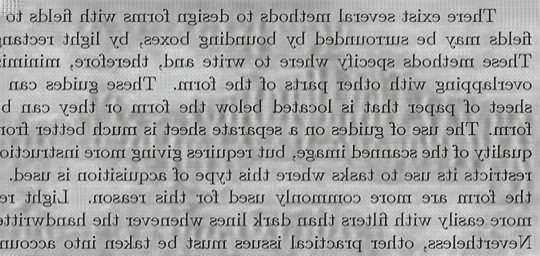 There exist several methods to design forms with fields to
fields may be surrounded by bounding boxes, by light rectang
These methods specify where to write and, therefore, minimi
overlapping with other parts of the form. These guides can
sheet of paper that is located below the form or they can b
form. The use of guides on a separate sheet is much better fror
quality of the scanned image, but requires giving more instructio
restricts its use to tasks where this type of acquisition is used.
the form are more commonly used for this reason. Light re
more easily with filters than dark lines whenever the handwritte
Nevertheless, other practical issues must be taken into accoun